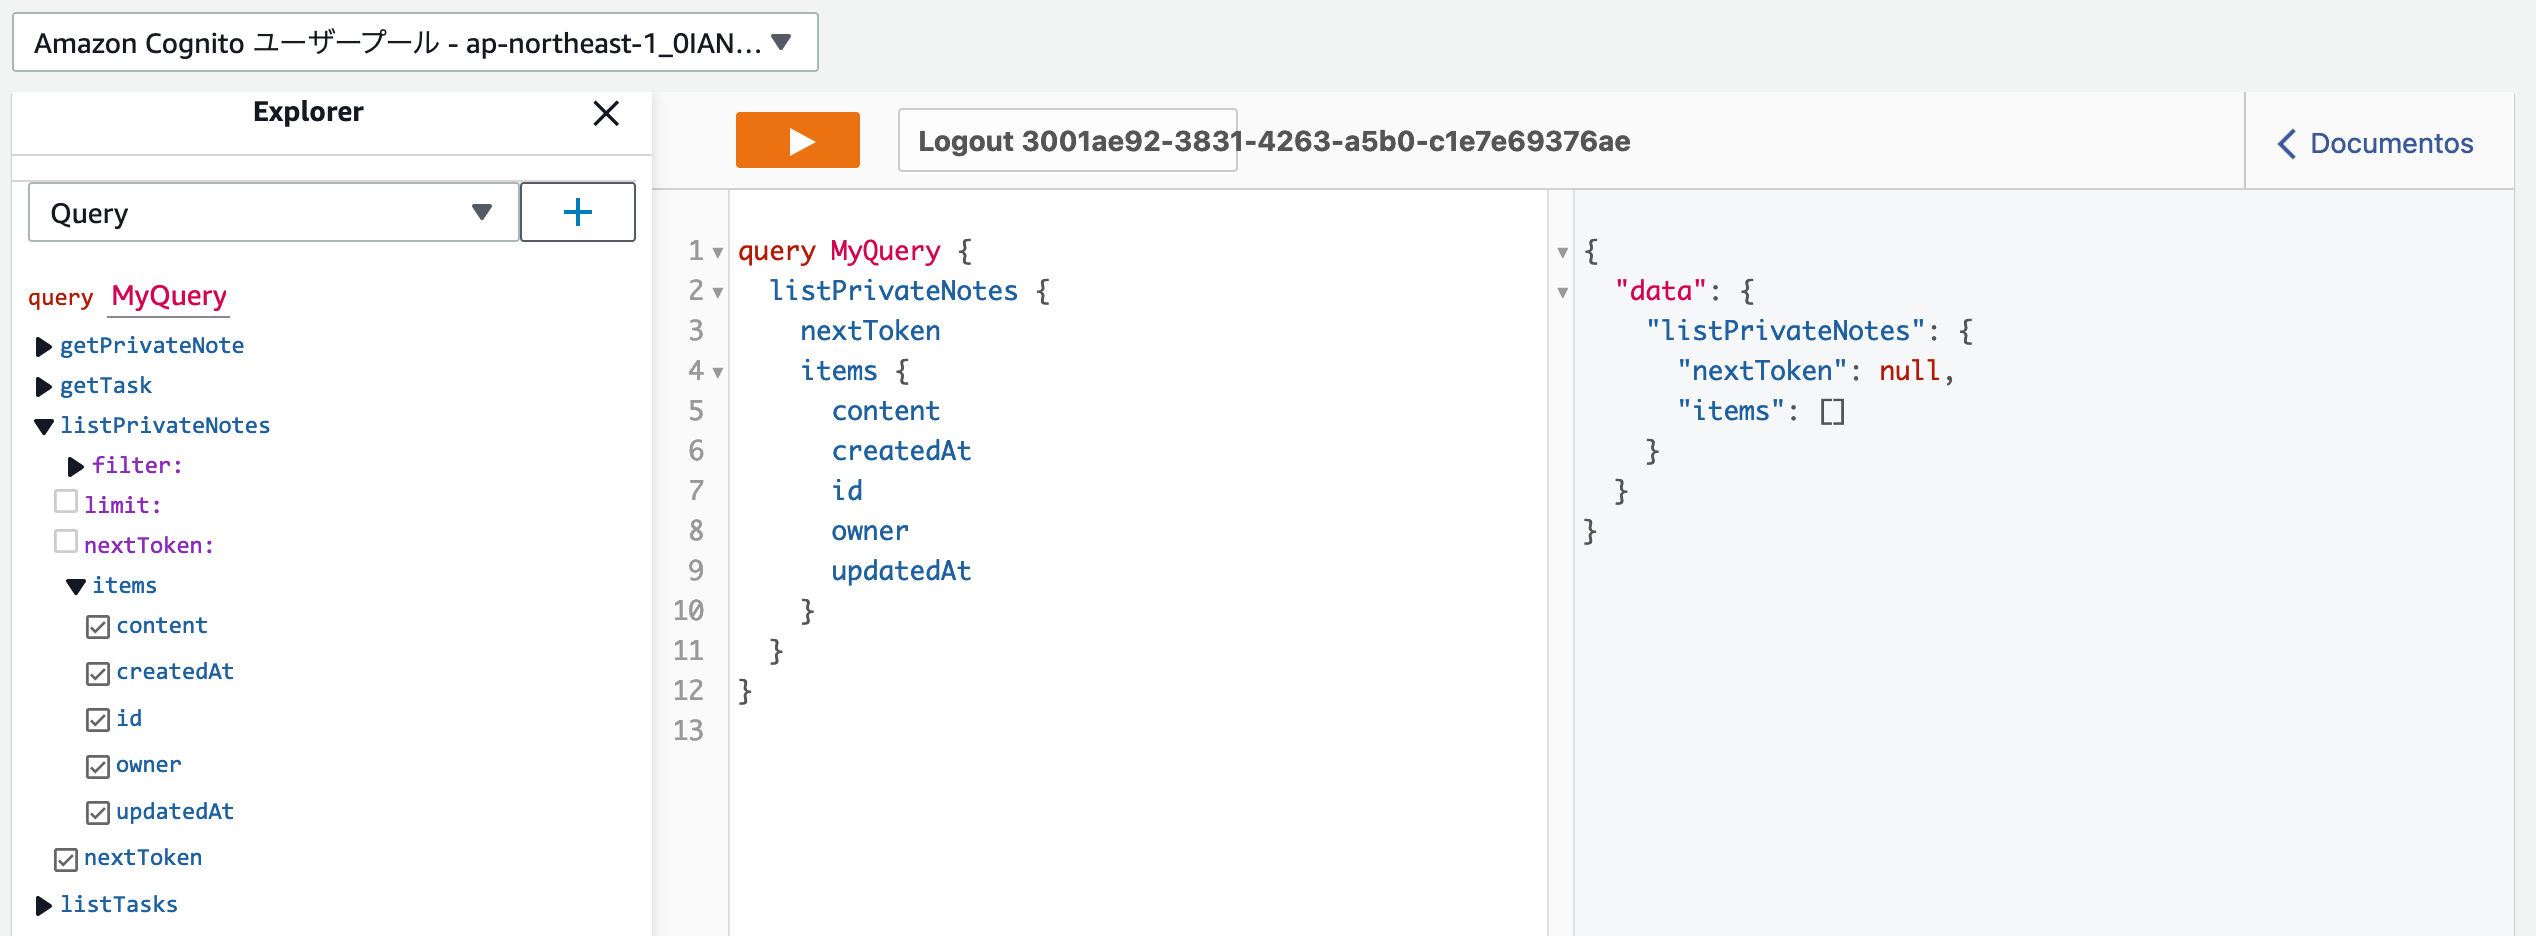 Amazon Cognito ユーザープール - ap-northeast-1_0IAN...
Explorer
Logout 3001ae92-3831-4263-a5b0-c1e7e69376ae
Documentos
Query
query MyQuery
getPrivateNote
getTask
listPrivateNotes
filter:
limit:
nextToken:
items
content
createdAt
id
owner
updatedAt
nextToken
listTasks
1 query MyQuery {
2 listPrivateNotes {
3 nextToken
4 items {
5 content
6 createdAt
7 id
8 owner
9 updatedAt
10 }
11 }
12 }
13
{
"data": {
"listPrivateNotes": {
"nextToken": null,
"items": []
}
}
}